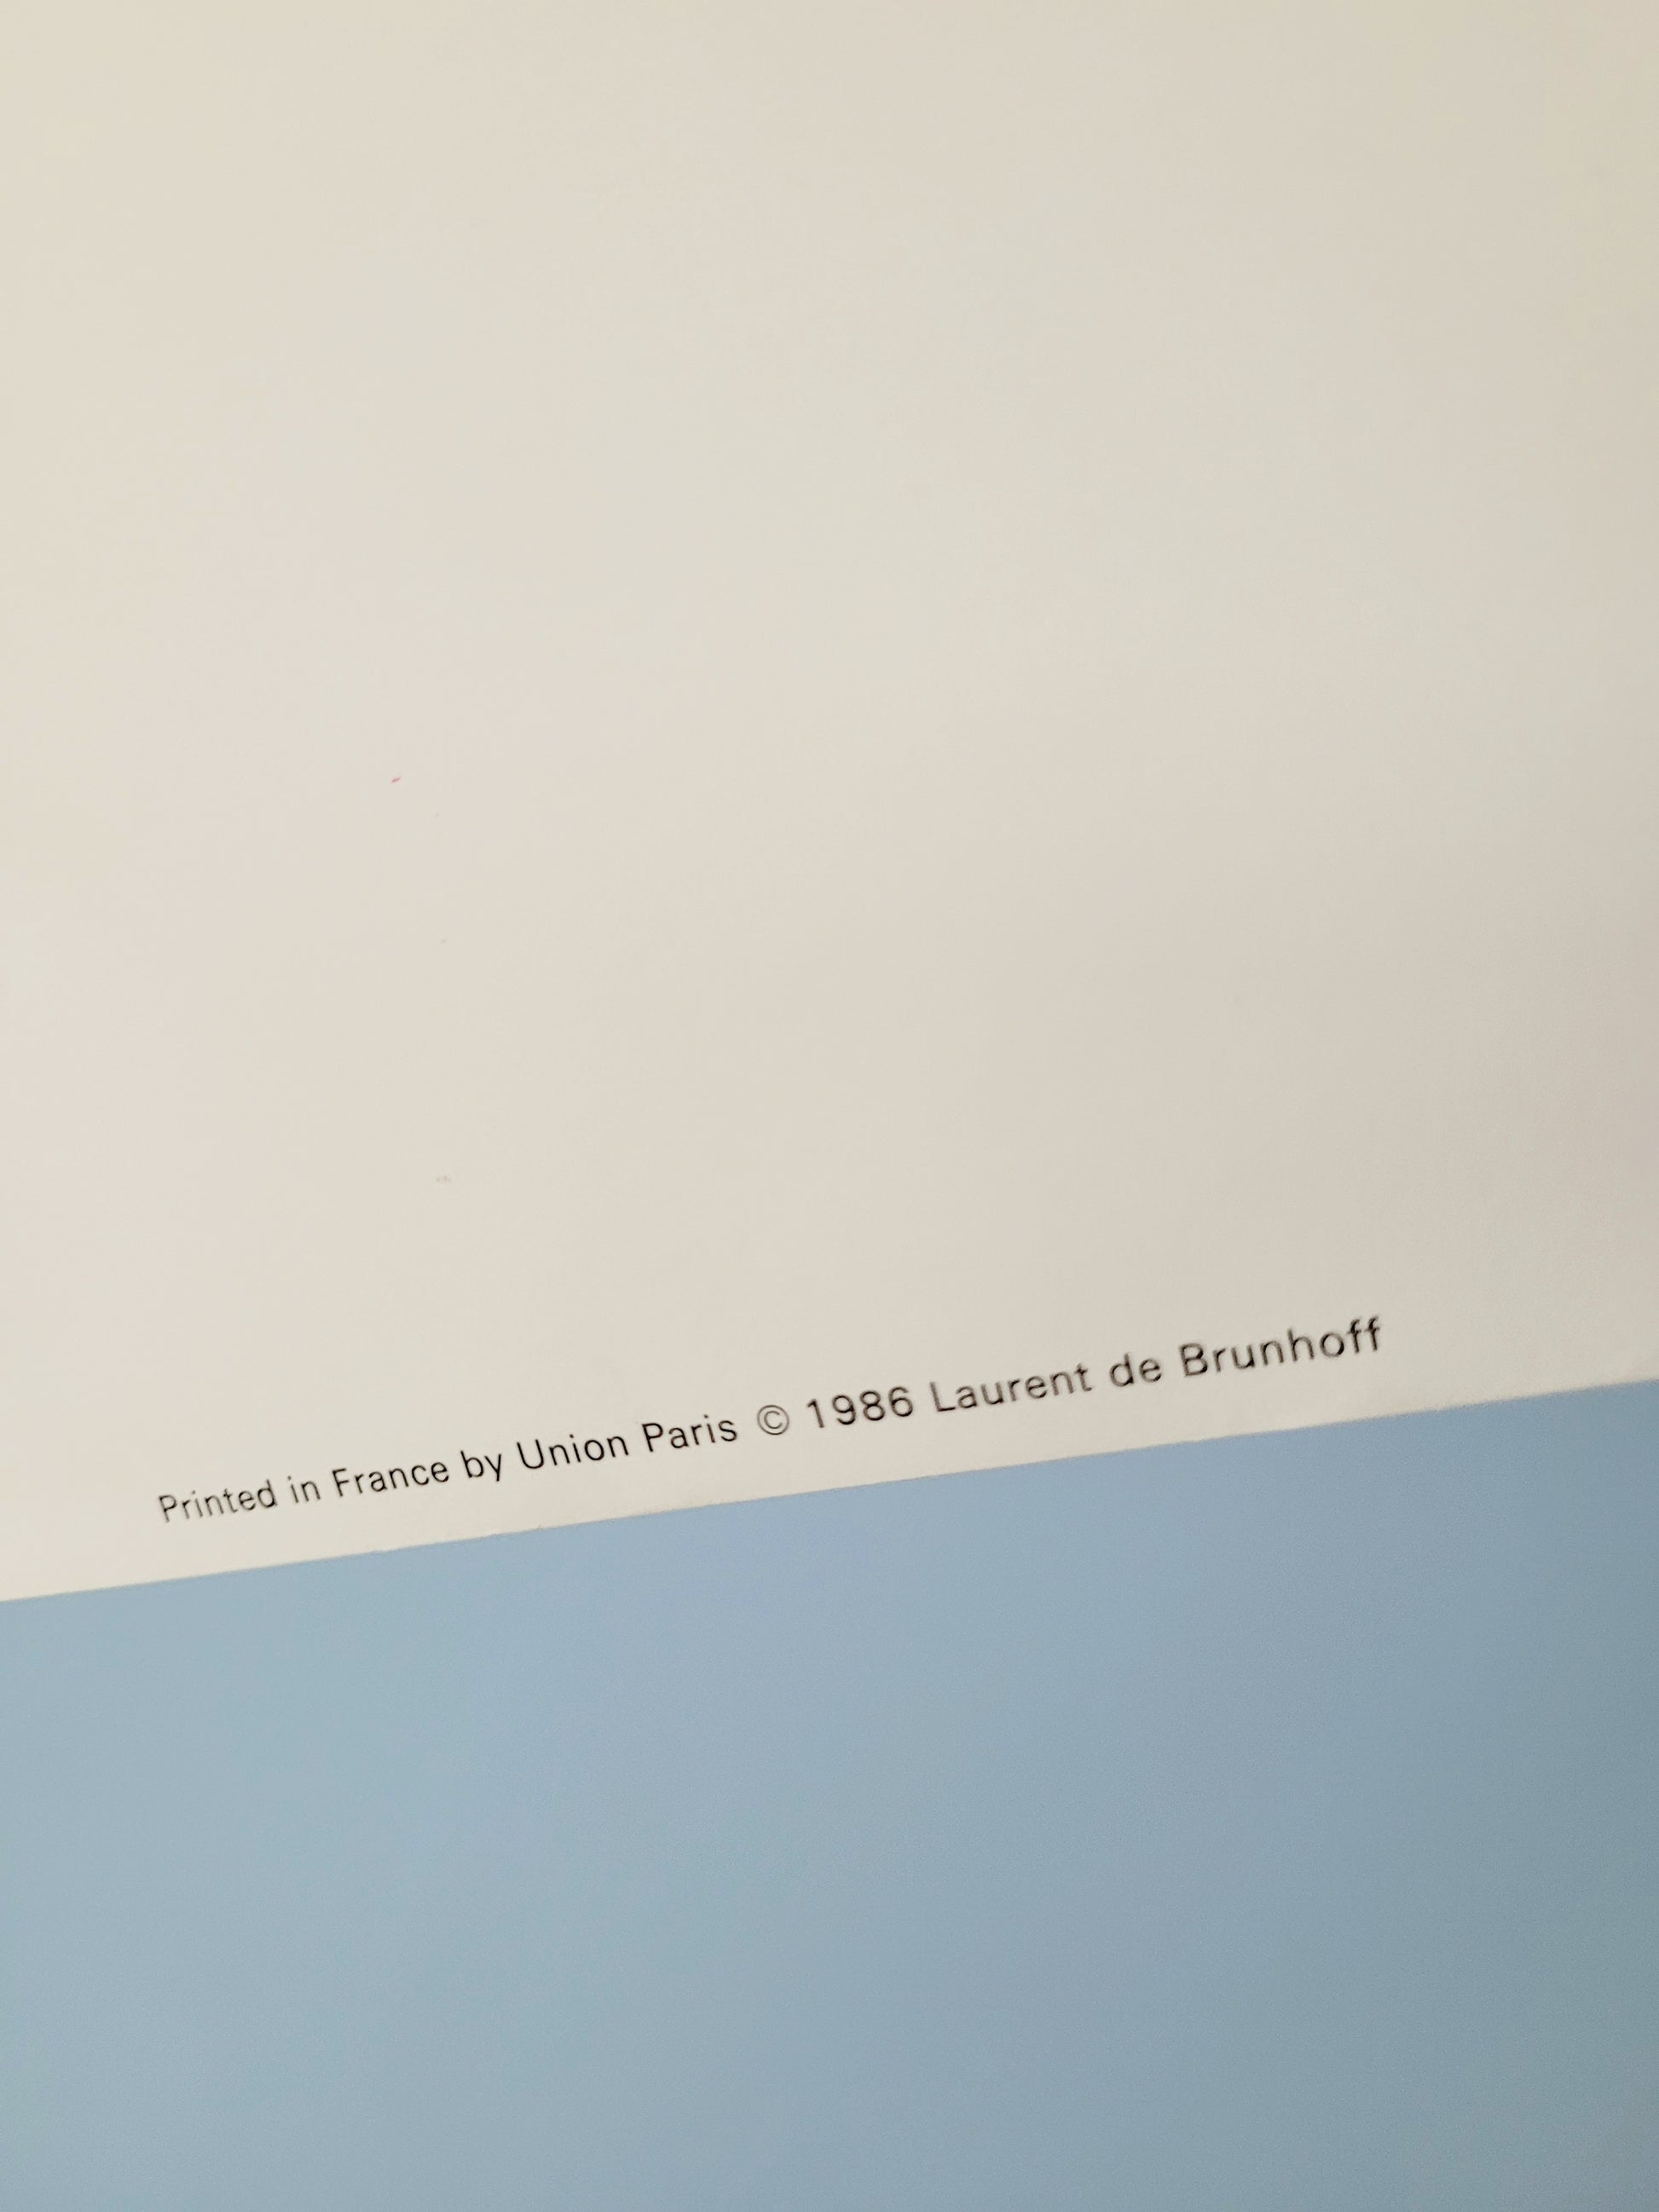 Printed in France by Union Paris © 1986 Laurent de Brunhoff